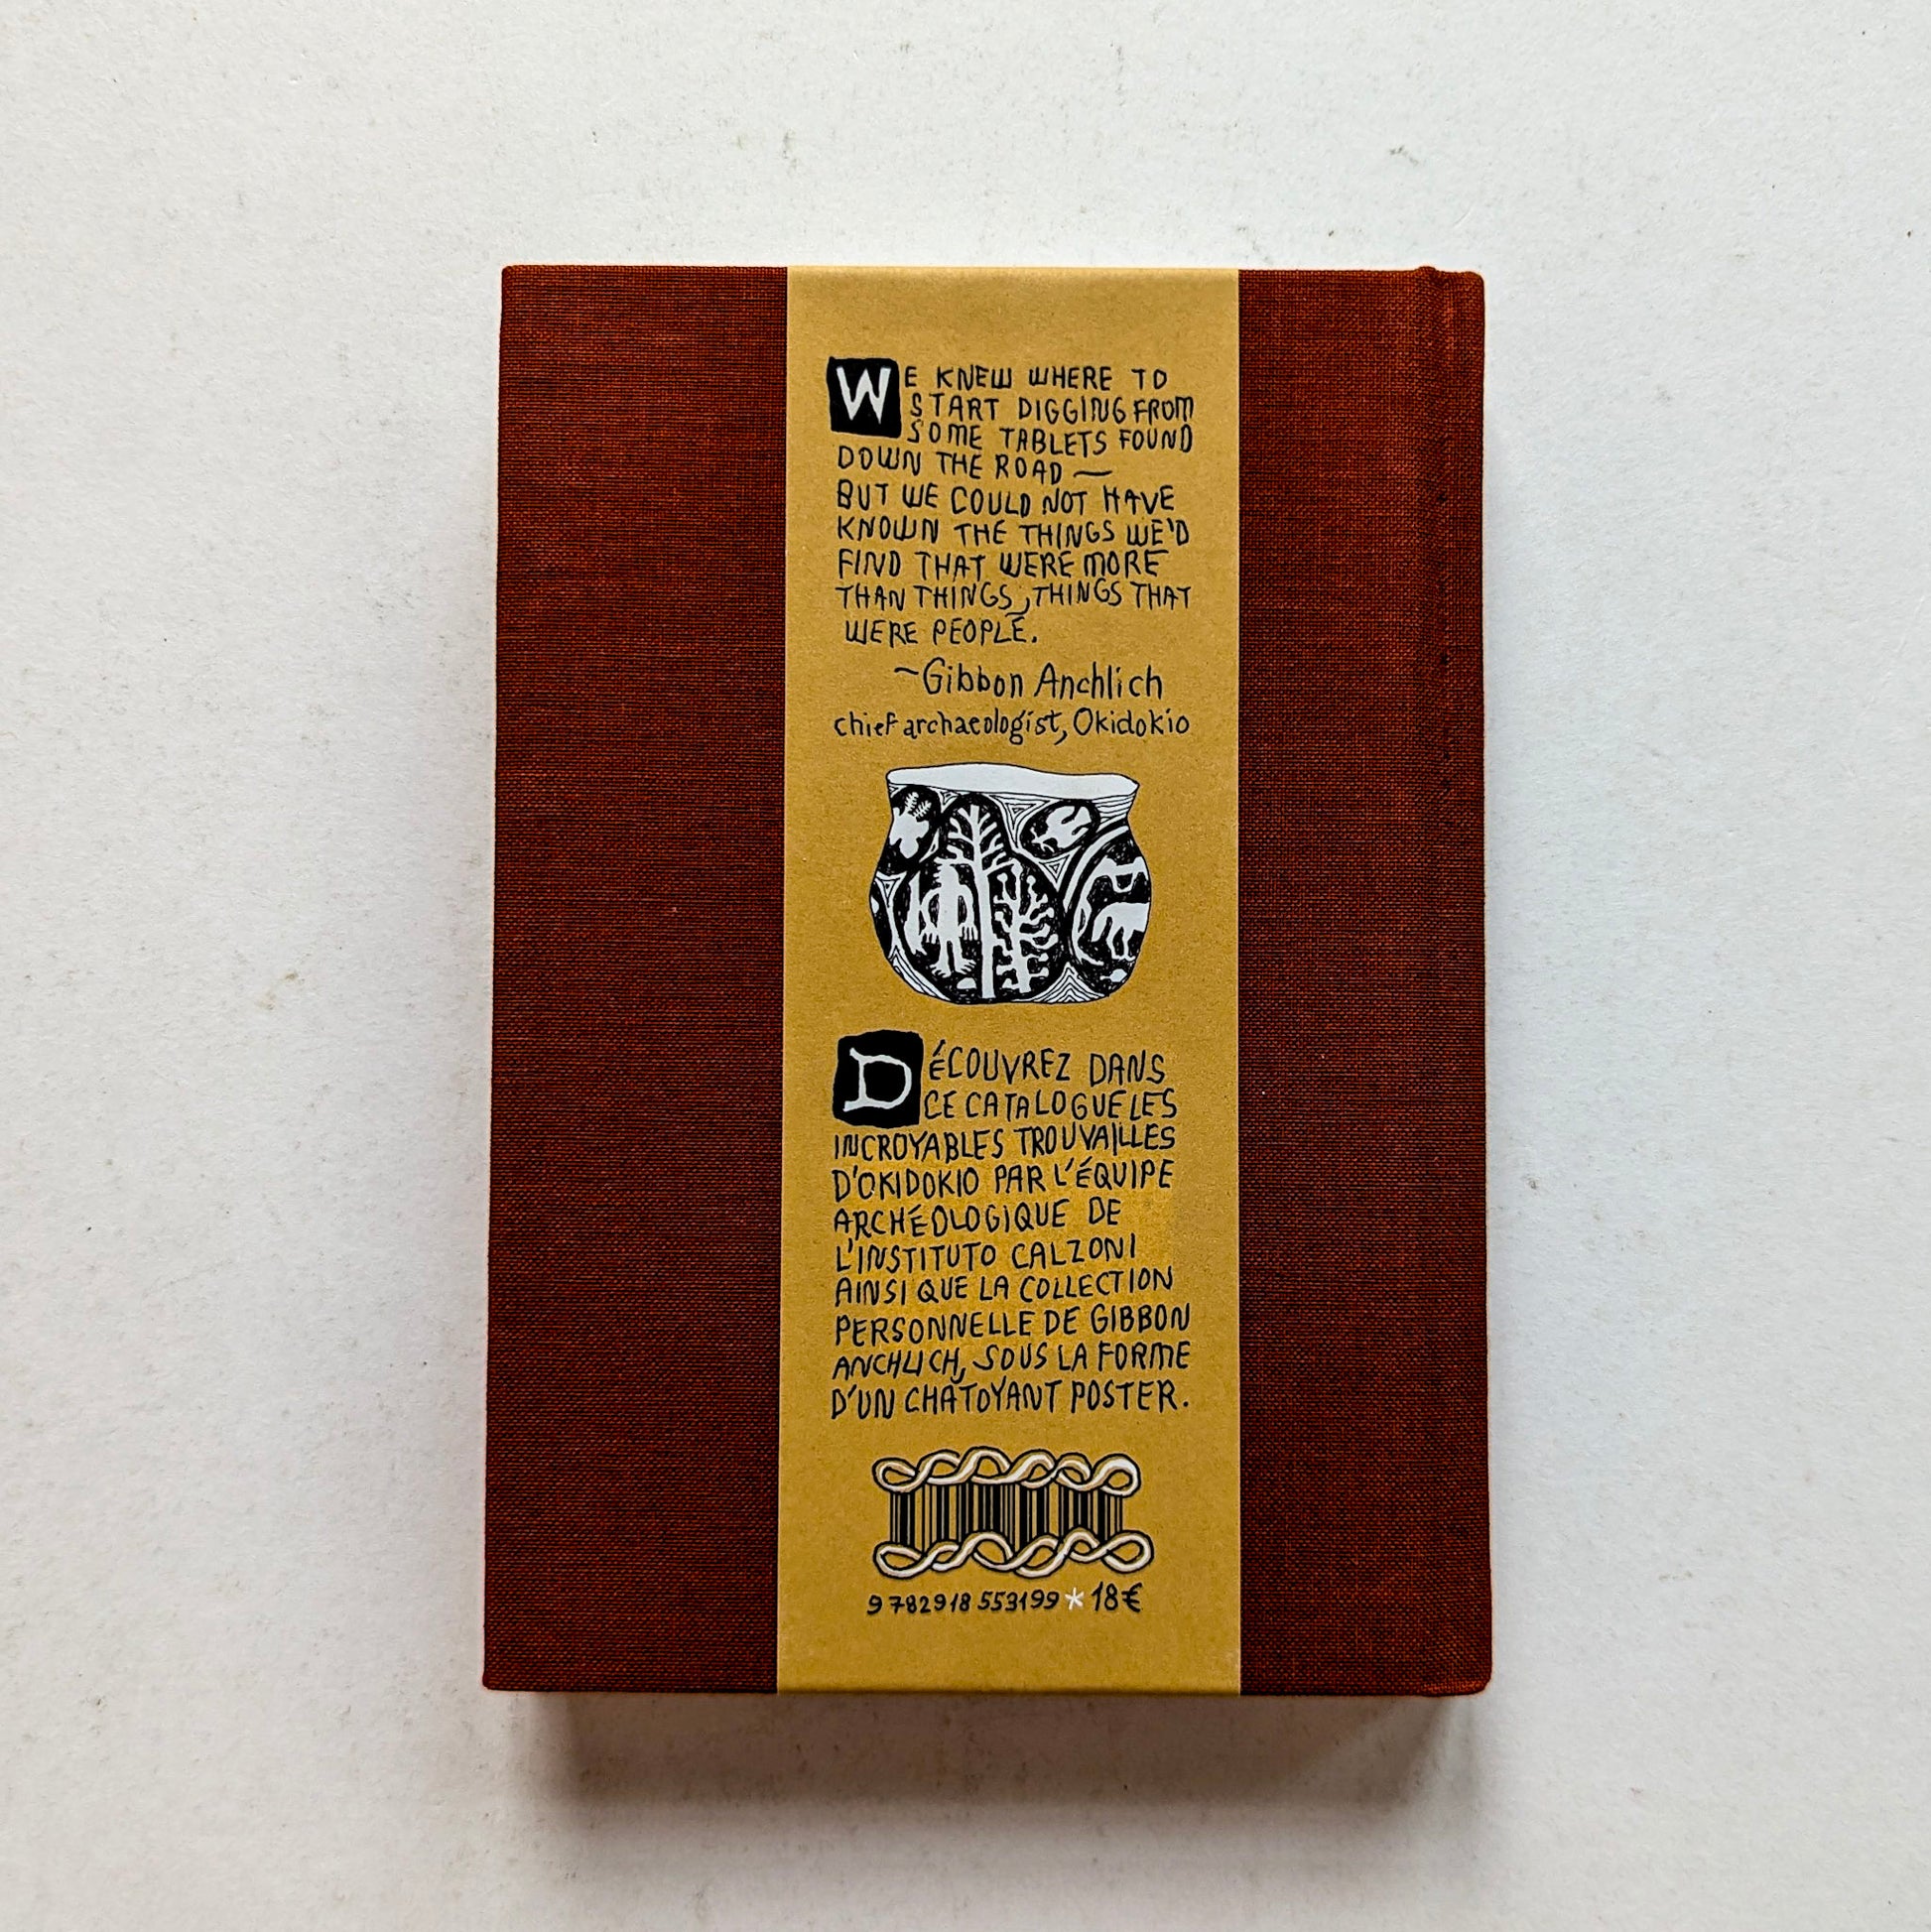 WE KNEW WHERE TO
START DIGGING FROM
SOME TABLETS FOUND
DOWN THE ROAD —
BUT WE COULD NOT HAVE
KNOWN THE THINGS WE'D
FIND THAT WERE MORE
THAN THINGS, THINGS THAT
WERE PEOPLE.
~Gibbon Anchlich
chief archaeologist, Okidokio
DÉCOUVREZ DANS
CE CATALOGUE LES
INCROYABLES TROUVAILLES
D'OKIDOKIO PAR L'ÉQUIPE
ARCHÉOLOGIQUE DE
L'INSTITUTO CALZONI
AINSI QUE LA COLLECTION
PERSONNELLE DE GIBBON
ANCHLICH, SOUS LA FORME
D'UN CHATOYANT POSTER.
9 782918 553199 * 18€